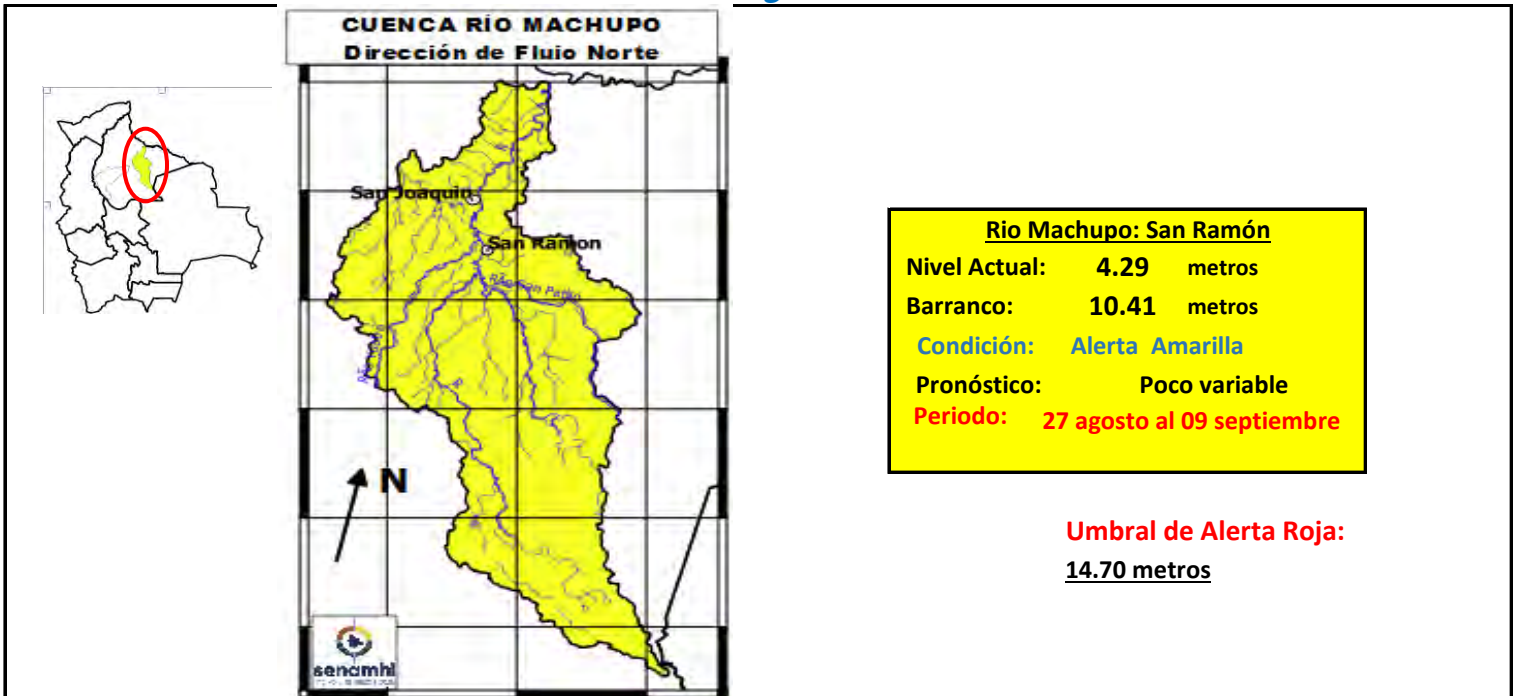 CUENCA RÍO MACHUPO
Dirección de Flujo Norte
San Joaquin
San Ramon
N
senamhi
Rio Machupo: San Ramón
Nivel Actual: 4.29 metros
Barranco: 10.41 metros
Condición: Alerta Amarilla
Pronóstico: Poco variable
Periodo: 27 agosto al 09 septiembre
Umbral de Alerta Roja:
14.70 metros